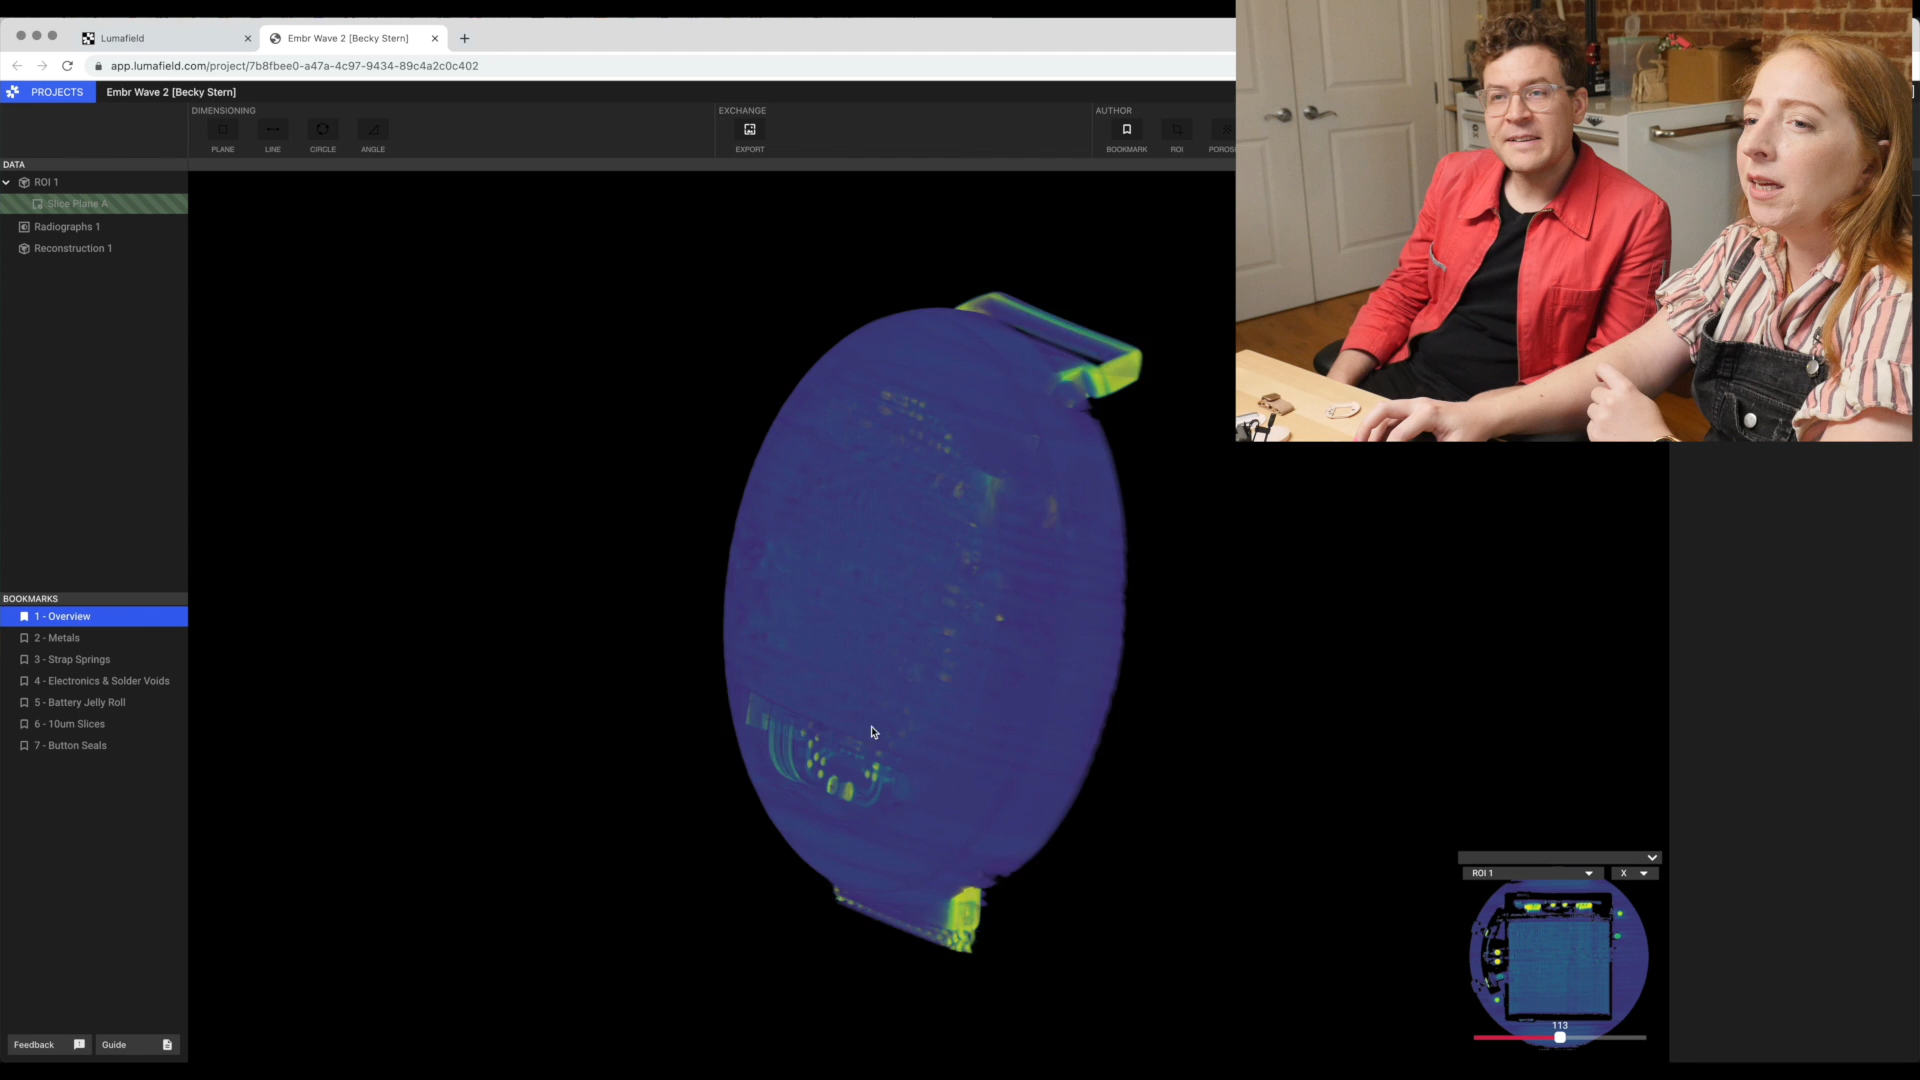 Lumafield
Embr Wave 2 [Becky Stern]
app.lumafield.com/project/7b8fbee0-a47a-4c97-9434-89c4a2c0c402
PROJECTS
Embr Wave 2 [Becky Stern]
DIMENSIONING
EXCHANGE
AUTHOR
PLANE
LINE
CIRCLE
ANGLE
EXPORT
BOOKMARK
ROI
POROS
DATA
ROI 1
Slice Plane A
Radiographs 1
Reconstruction 1
BOOKMARKS
1 - Overview
2 - Metals
3 - Strap Springs
4 - Electronics & Solder Voids
5 - Battery Jelly Roll
6 - 10um Slices
7 - Button Seals
ROI 1
X
113
Feedback
Guide